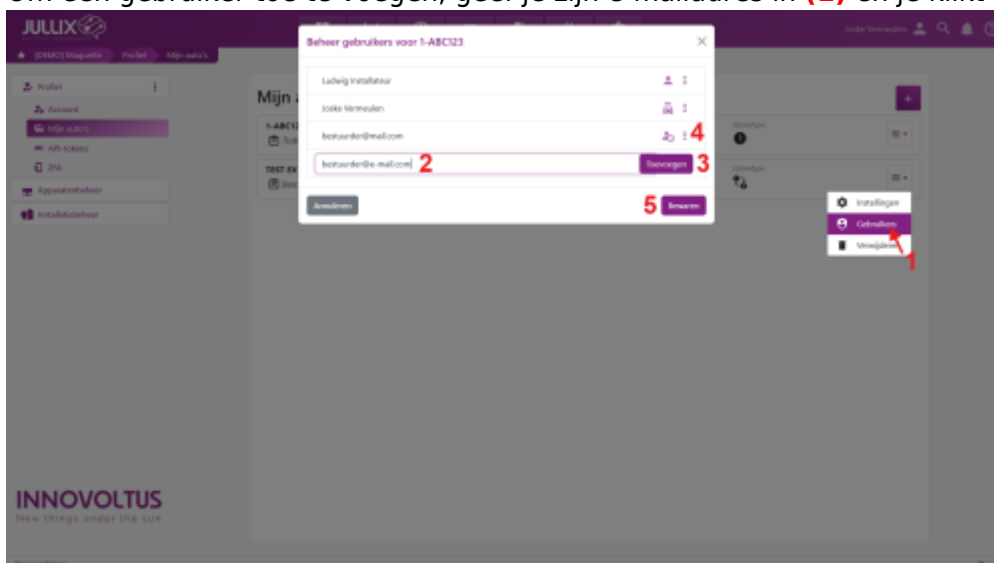 om een gebruiker toe te voegen, geef je zijn e-mailadres in (2) en je klikt
JULLIX
Joske Vermeulen
[DEMO] Maquette Profiel Mijn auto's
Beheer gebruikers voor 1-ABC123
Ludwig Installateur
Joske Vermeulen
bestuurder@mail.com
4
bestuurder@e-mail.com
2
Toevoegen
3
Annuleren
5
Bewaren
Profiel
Account
Mijn auto's
API-tokens
2FA
Apparatenbeheer
Installatiebeheer
Mijn
1-ABC12
TEST EV
Instellingen
Gebruikers
Verwijderen
1
INNOVOLTUS
New things under the sun